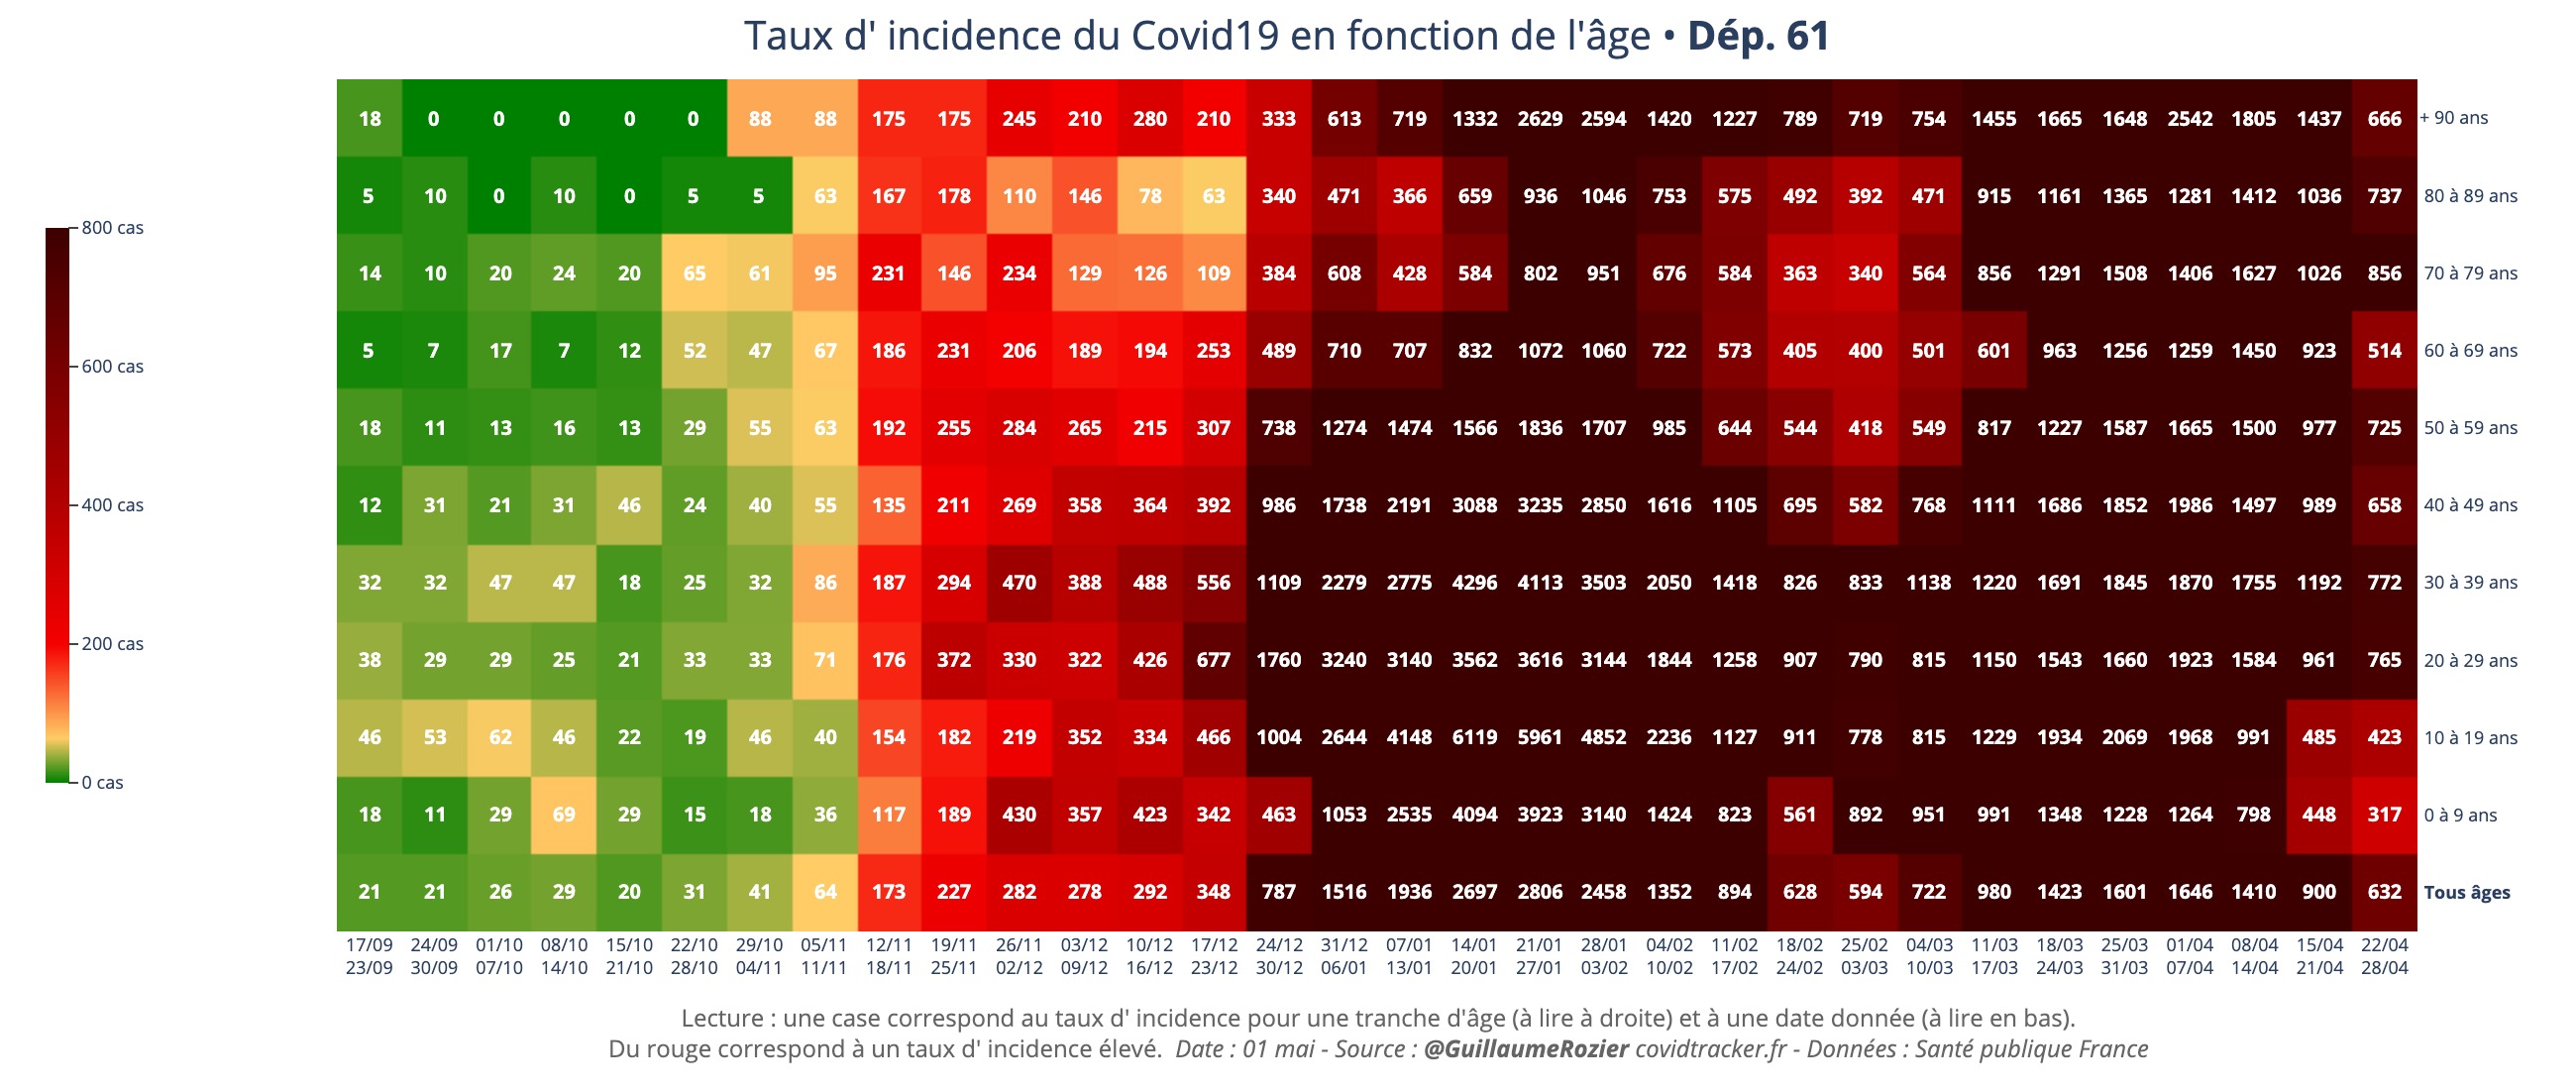 Taux d' incidence du Covid19 en fonction de l'âge • Dép. 61
18 0 0 0 0 0 88 88 175 175 245 210 280 210 333 613 719 1332 2629 2594 1420 1227 789 719 754 1455 1665 1648 2542 1805 1437 666 + 90 ans
5 10 0 10 0 5 5 63 167 178 110 146 78 63 340 471 366 659 936 1046 753 575 492 392 471 915 1161 1365 1281 1412 1036 737 80 à 89 ans
800 cas
14 10 20 24 20 65 61 95 231 146 234 129 126 109 384 608 428 584 802 951 676 584 363 340 564 856 1291 1508 1406 1627 1026 856 70 à 79 ans
5 7 17 7 12 52 47 67 186 231 206 189 194 253 489 710 707 832 1072 1060 722 573 405 400 501 601 963 1256 1259 1450 923 514 60 à 69 ans
600 cas
18 11 13 16 13 29 55 63 192 255 284 265 215 307 738 1274 1474 1566 1836 1707 985 644 544 418 549 817 1227 1587 1665 1500 977 725 50 à 59 ans
400 cas
12 31 21 31 46 24 40 55 135 211 269 358 364 392 986 1738 2191 3088 3235 2850 1616 1105 695 582 768 1111 1686 1852 1986 1497 989 658 40 à 49 ans
32 32 47 47 18 25 32 86 187 294 470 388 488 556 1109 2279 2775 4296 4113 3503 2050 1418 826 833 1138 1220 1691 1845 1870 1755 1192 772 30 à 39 ans
200 cas
38 29 29 25 21 33 33 71 176 372 330 322 426 677 1760 3240 3140 3562 3616 3144 1844 1258 907 790 815 1150 1543 1660 1923 1584 961 765 20 à 29 ans
46 53 62 46 22 19 46 40 154 182 219 352 334 466 1004 2644 4148 6119 5961 4852 2236 1127 911 778 815 1229 1934 2069 1968 991 485 423 10 à 19 ans
0 cas
18 11 29 69 29 15 18 36 117 189 430 357 423 342 463 1053 2535 4094 3923 3140 1424 823 561 892 951 991 1348 1228 1264 798 448 317 0 à 9 ans
21 21 26 29 20 31 41 64 173 227 282 278 292 348 787 1516 1936 2697 2806 2458 1352 894 628 594 722 980 1423 1601 1646 1410 900 632 Tous âges
17/09 24/09 01/10 08/10 15/10 22/10 29/10 05/11 12/11 19/11 26/11 03/12 10/12 17/12 24/12 31/12 07/01 14/01 21/01 28/01 04/02 11/02 18/02 25/02 04/03 11/03 18/03 25/03 01/04 08/04 15/04 22/04
23/09 30/09 07/10 14/10 21/10 28/10 04/11 11/11 18/11 25/11 02/12 09/12 16/12 23/12 30/12 06/01 13/01 20/01 27/01 03/02 10/02 17/02 24/02 03/03 10/03 17/03 24/03 31/03 07/04 14/04 21/04 28/04
Lecture : une case correspond au taux d' incidence pour une tranche d'âge (à lire à droite) et à une date donnée (à lire en bas).
Du rouge correspond à un taux d' incidence élevé. Date : 01 mai - Source : @GuillaumeRozier covidtracker.fr - Données : Santé publique France